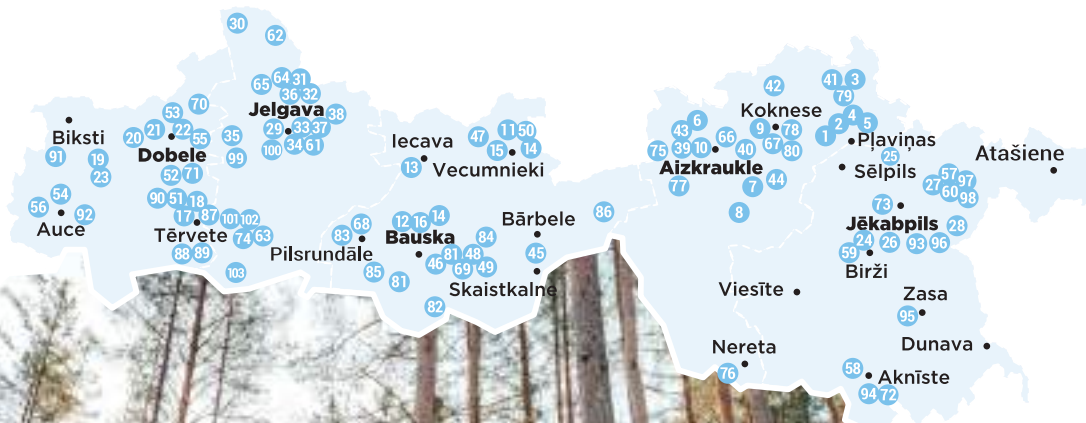 30
62
65 64 31
36 32
Jelgava 38
29 33 37
100 34 61
70
53
20 21 22 55
Dobele
52 71
35
99
Biksti
91 19
23
54
56 92
Auce
90 51 18
17 87 101 102
Tērvete 74 63
88 89
103
Iecava
13
47 11 50
15 14
Vecumnieki
68
83
Pilsrundāle
85
12 16 14
Bauska
84
81 48
46 69 49
81
82
Bārbele
45
Skaistkalne
86
42
Koknese
43 6
75 39 10 66 40 9 78
67 80
Aizkraukle
77 7 44
8
41 3
79
4
1 2 5
Pļaviņas
25
Sēlpils
Atašiene
57
27 97
60 98
73
Jēkabpils
28
24 26 93 96
59
Birži
Viesīte
Zasa
95
Dunava
Nereta
76
58
Aknīste
94 72